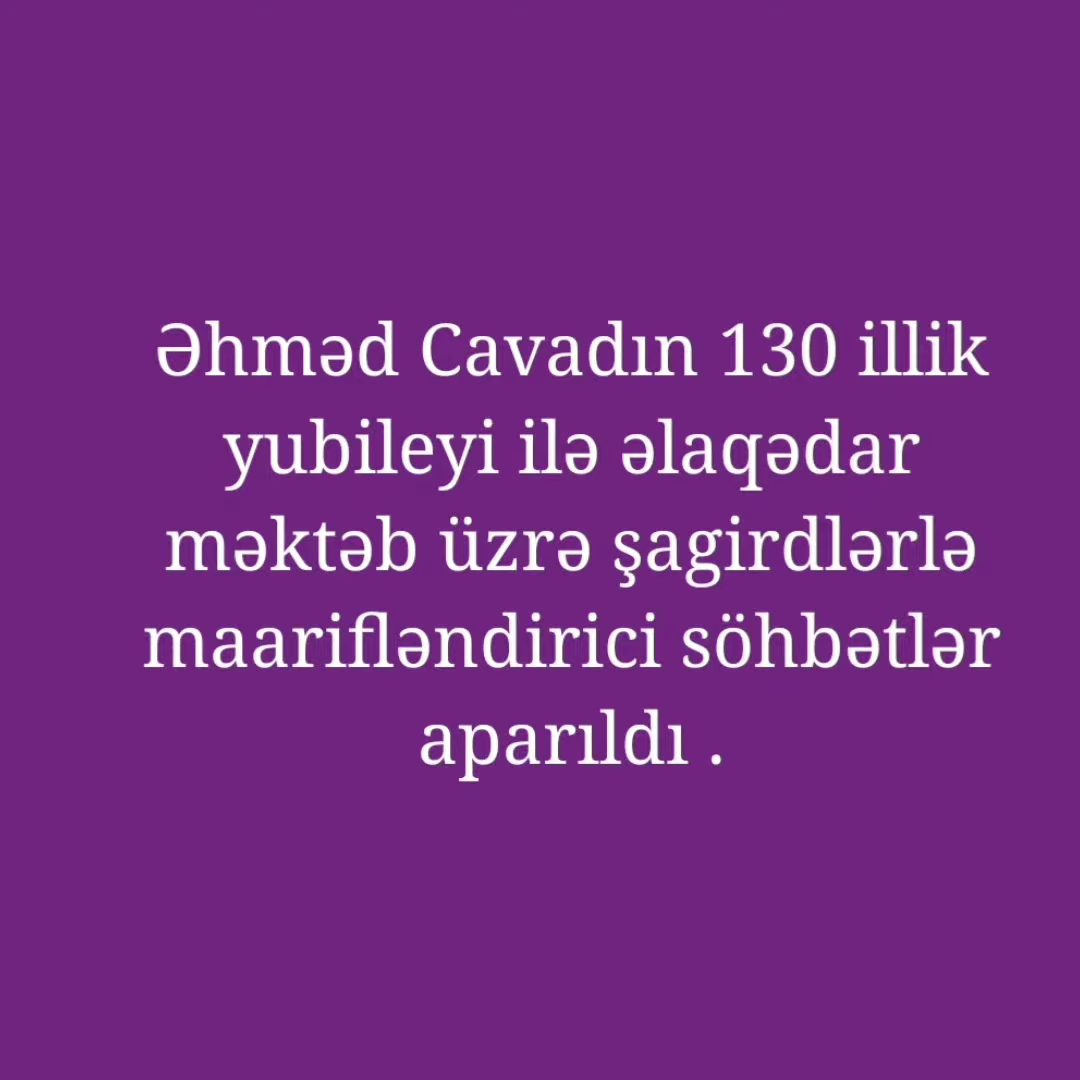 Əhməd Cavadın 130 illik
yubileyi ilə əlaqədar
məktəb üzrə şagirdlərlə
maarifləndirici söhbətlər
aparıldı .